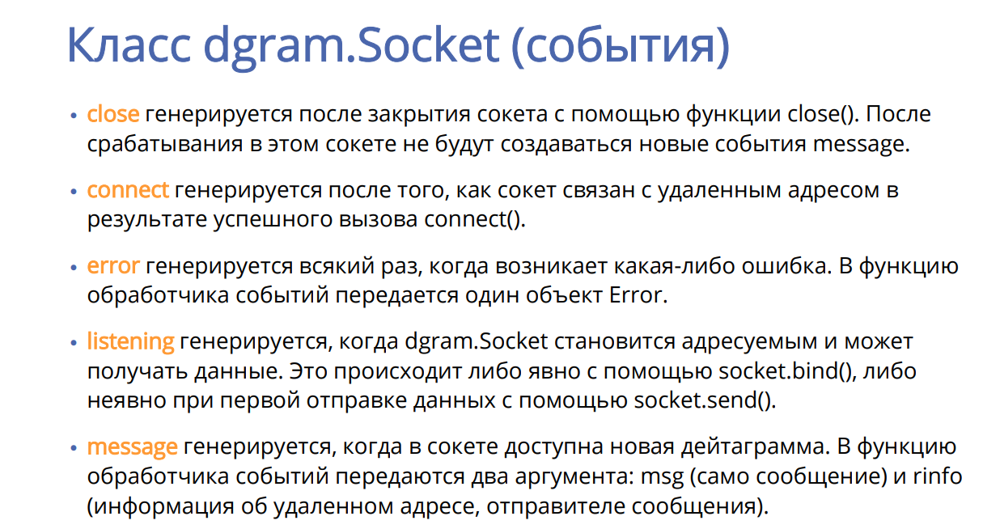 Класс dgram.Socket (события)
• close генерируется после закрытия сокета с помощью функции close(). После
срабатывания в этом сокете не будут создаваться новые события message.
• connect генерируется после того, как сокет связан с удаленным адресом в
результате успешного вызова connect().
• error генерируется всякий раз, когда возникает какая-либо ошибка. В функцию
обработчика событий передается один объект Error.
• listening генерируется, когда dgram.Socket становится адресуемым и может
получать данные. Это происходит либо явно с помощью socket.bind(), либо
неявно при первой отправке данных с помощью socket.send().
• message генерируется, когда в сокете доступна новая дейтаграмма. В функцию
обработчика событий передаются два аргумента: msg (само сообщение) и rinfo
(информация об удаленном адресе, отправителе сообщения).